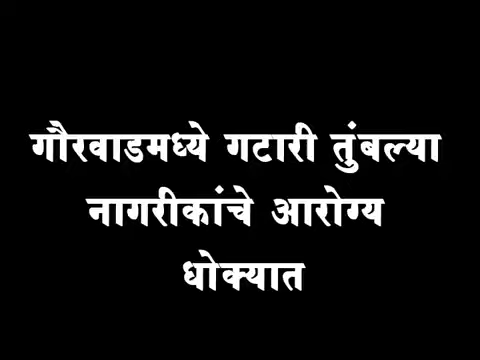 गौरवाडमध्ये गटारी तुंबल्या
नागरीकांचे आरोग्य
धोक्यात